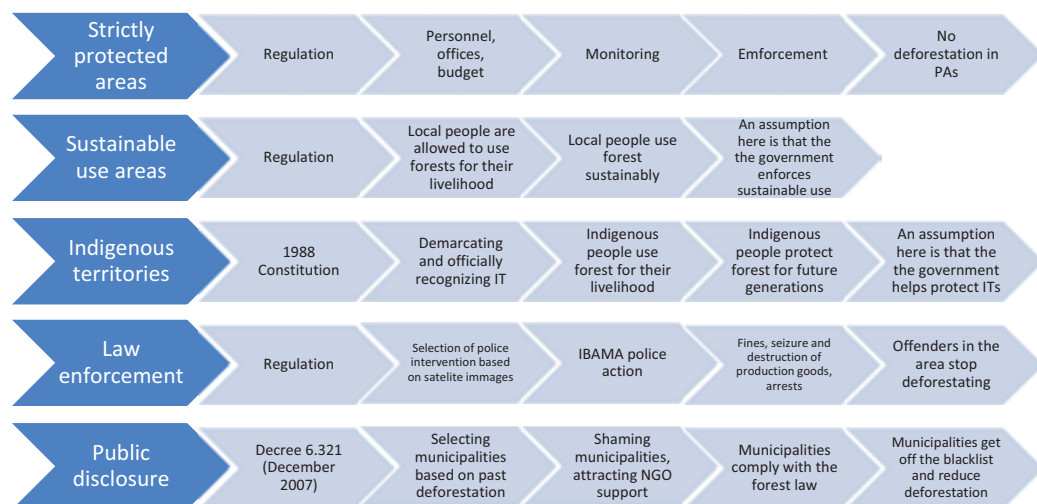 Strictly
protected
areas
Regulation
Personnel,
offices,
budget
Monitoring
Emforcement
No
deforestation in
PAs
Sustainable
use areas
Regulation
Local people are
allowed to use
forests for their
livelihood
Local people use
forest
sustainably
An assumption
here is that the
the government
enforces
sustainable use
Indigenous
territories
1988
Constitution
Demarcating
and officially
recognizing IT
Indigenous
people use
forest for their
livelihood
Indigenous
people protect
forest for future
generations
An assumption
here is that the
the government
helps protect ITs
Law
enforcement
Regulation
Selection of police
intervention based
on satelite immages
IBAMA police
action
Fines, seizure and
destruction of
production goods,
arrests
Offenders in the
area stop
deforestating
Public
disclosure
Decree 6.321
(December
2007)
Selecting
municipalities
based on past
deforestation
Shaming
municipalities,
attracting NGO
support
Municipalities
comply with the
forest law
Municipalities get
off the blacklist
and reduce
deforestation